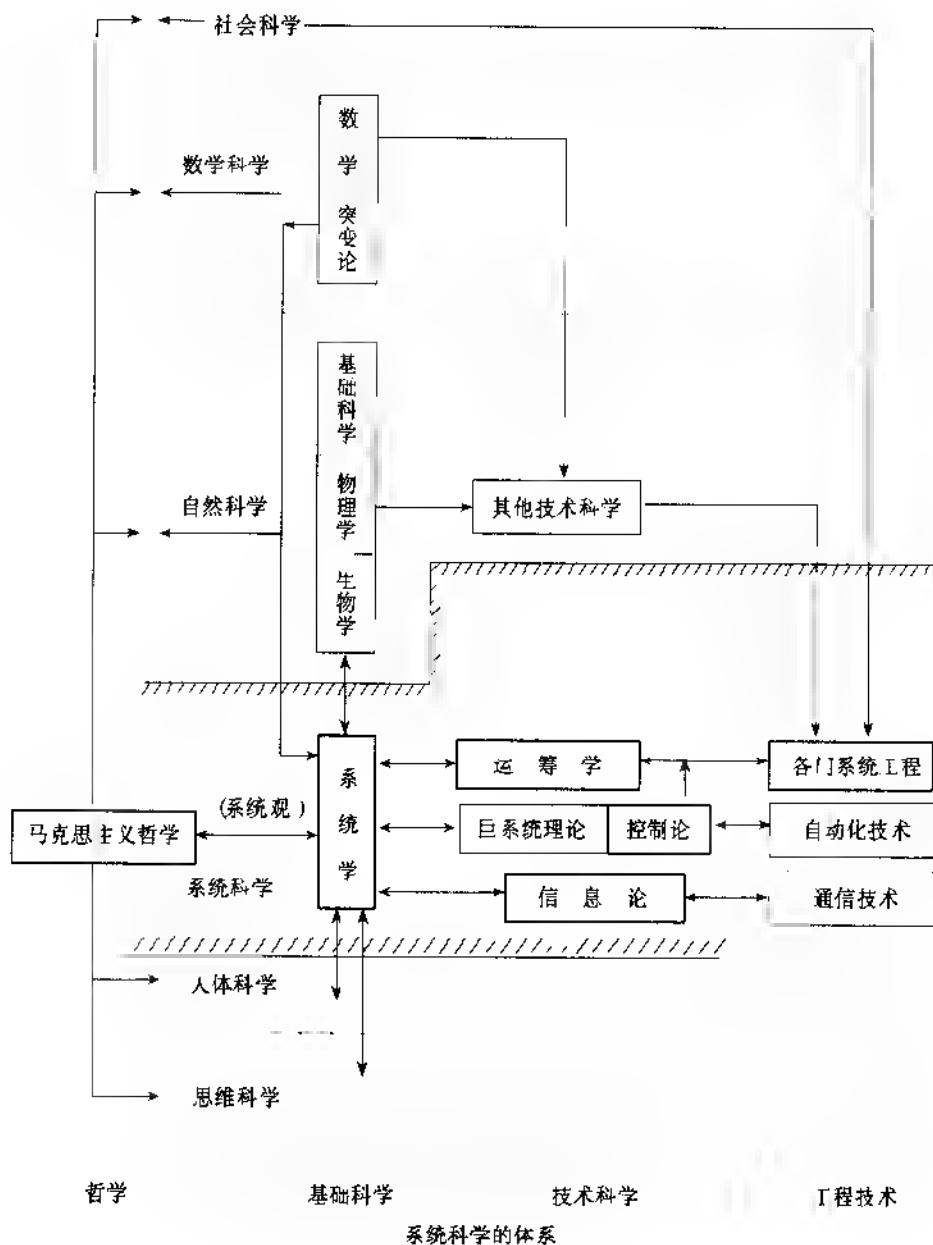 社会科学
数学 突变论
数学科学
基础科学 物理学 生物学
自然科学
其他技术科学
系统学
运筹学
各门系统工程
(系统观)
马克思主义哲学
巨系统理论
控制论
自动化技术
系统科学
信息论
通信技术
人体科学
思维科学
哲学
基础科学
技术科学
工程技术
系统科学的体系